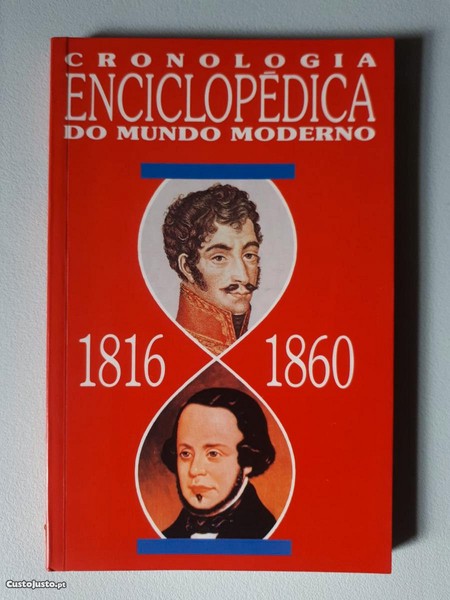 CRONOLOGIA
ENCICLOPÉDICA
DO MUNDO MODERNO
1816 1860
CustoJusto.pt